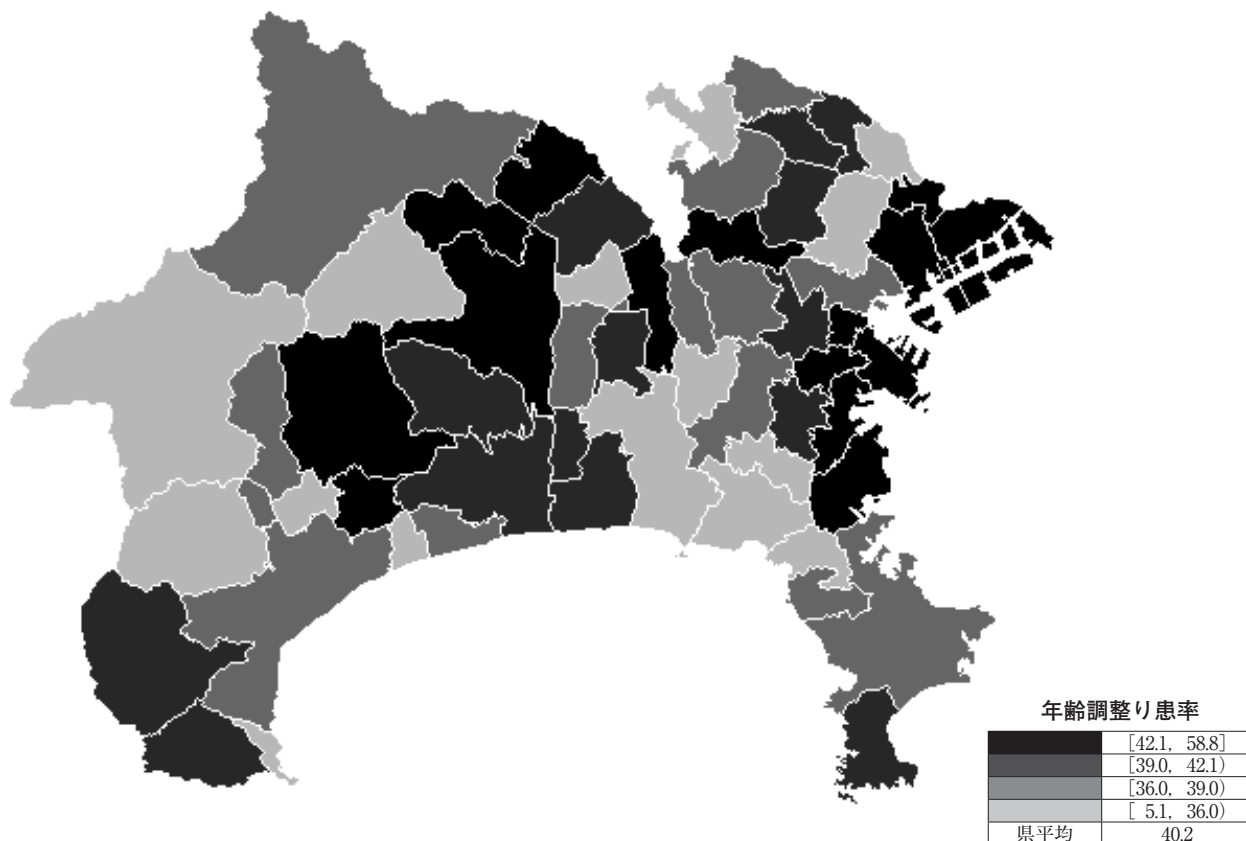 年齢調整り患率
[42.1, 58.8]
[39.0, 42.1)
[36.0, 39.0)
[ 5.1, 36.0)
県平均 40.2